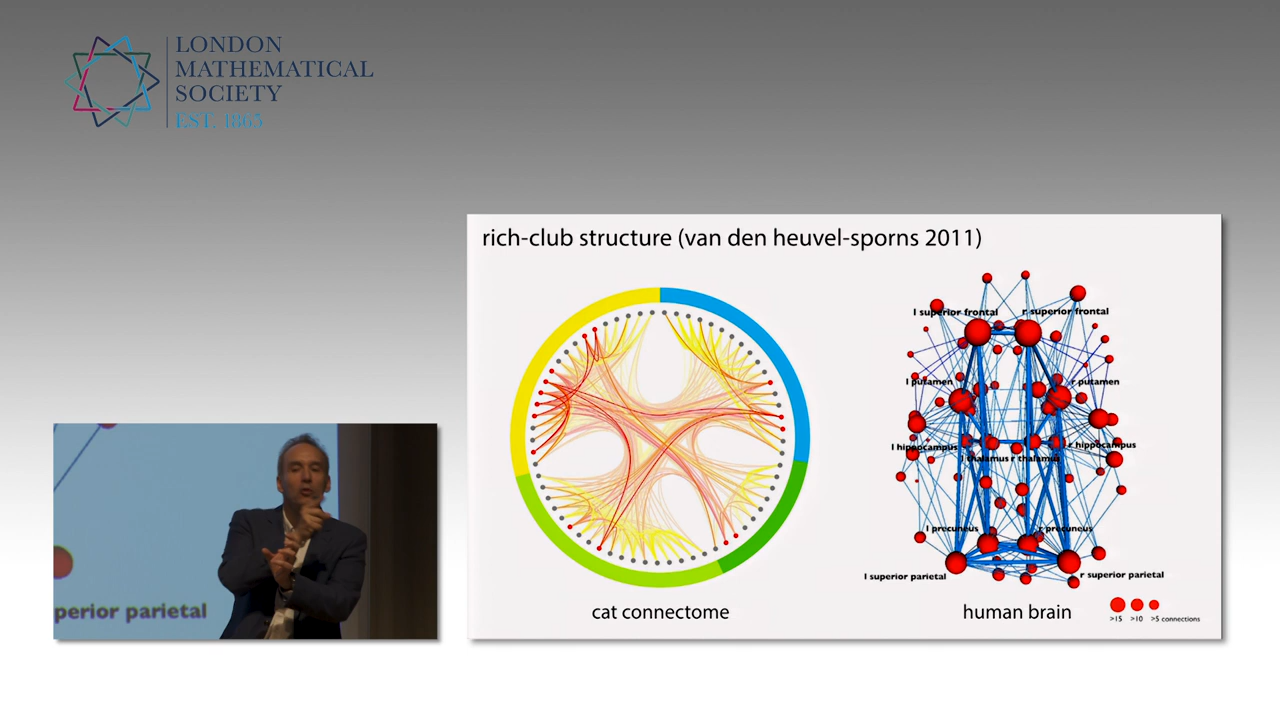 LONDON
MATHEMATICAL
SOCIETY
EST. 1865
rich-club structure (van den heuvel-sporns 2011)
l superior frontal
r superior frontal
l putamen
r putamen
l hippocampus
r hippocampus
l thalamus
r thalamus
l precuneus
r precuneus
l superior parietal
r superior parietal
cat connectome
human brain
>15 >10 >5 connections
perior parietal